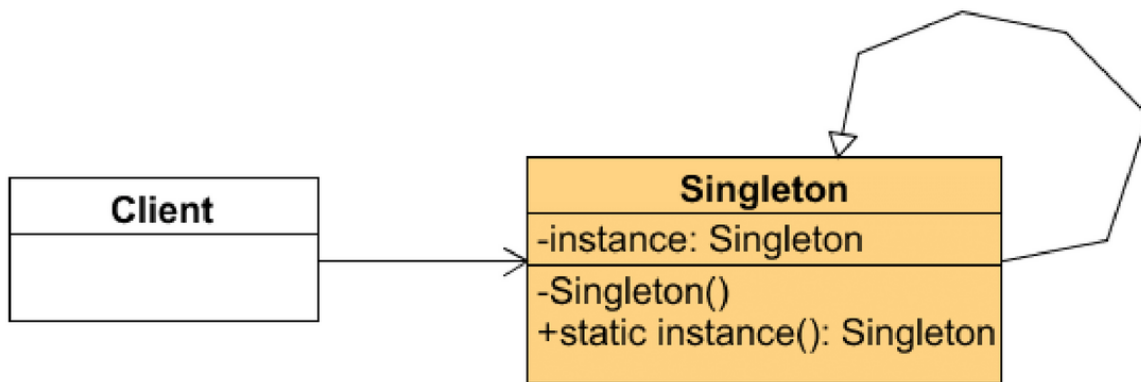 Client
Singleton
-instance: Singleton
-Singleton()
+static instance(): Singleton